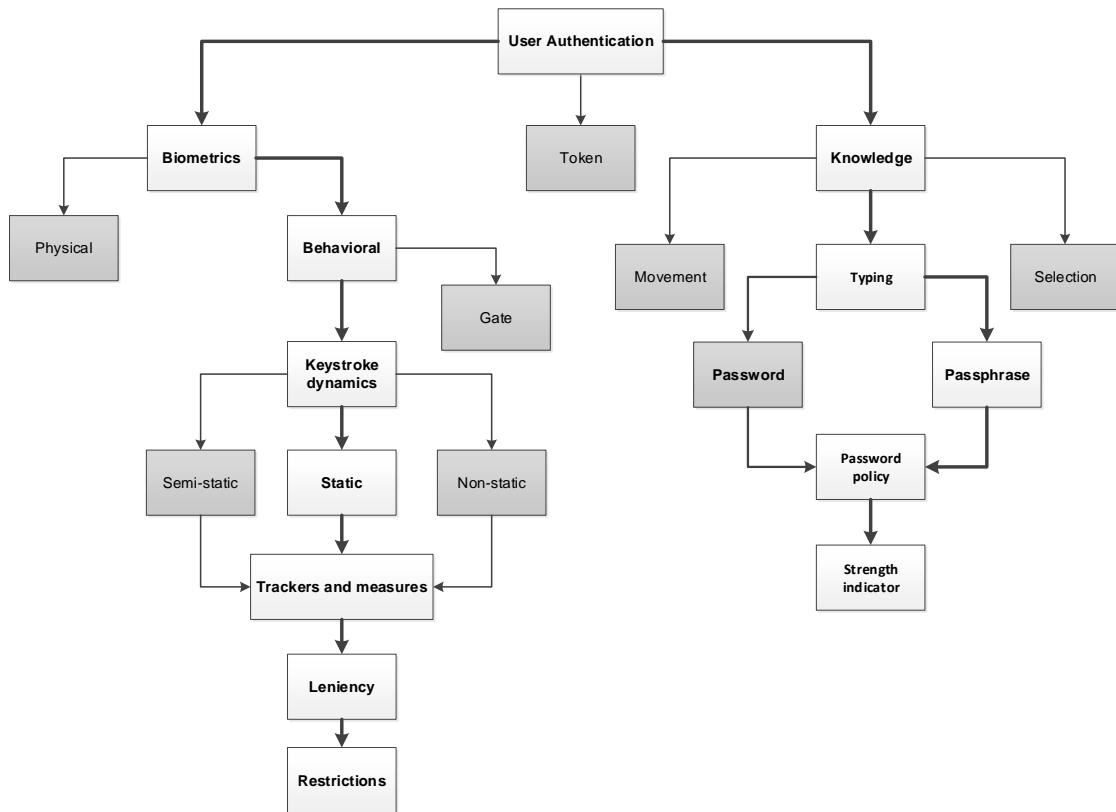 User Authentication
Biometrics
Token
Knowledge
Physical
Behavioral
Movement
Typing
Selection
Gate
Keystroke
dynamics
Password
Passphrase
Semi-static
Static
Non-static
Password
policy
Trackers and measures
Strength
indicator
Leniency
Restrictions